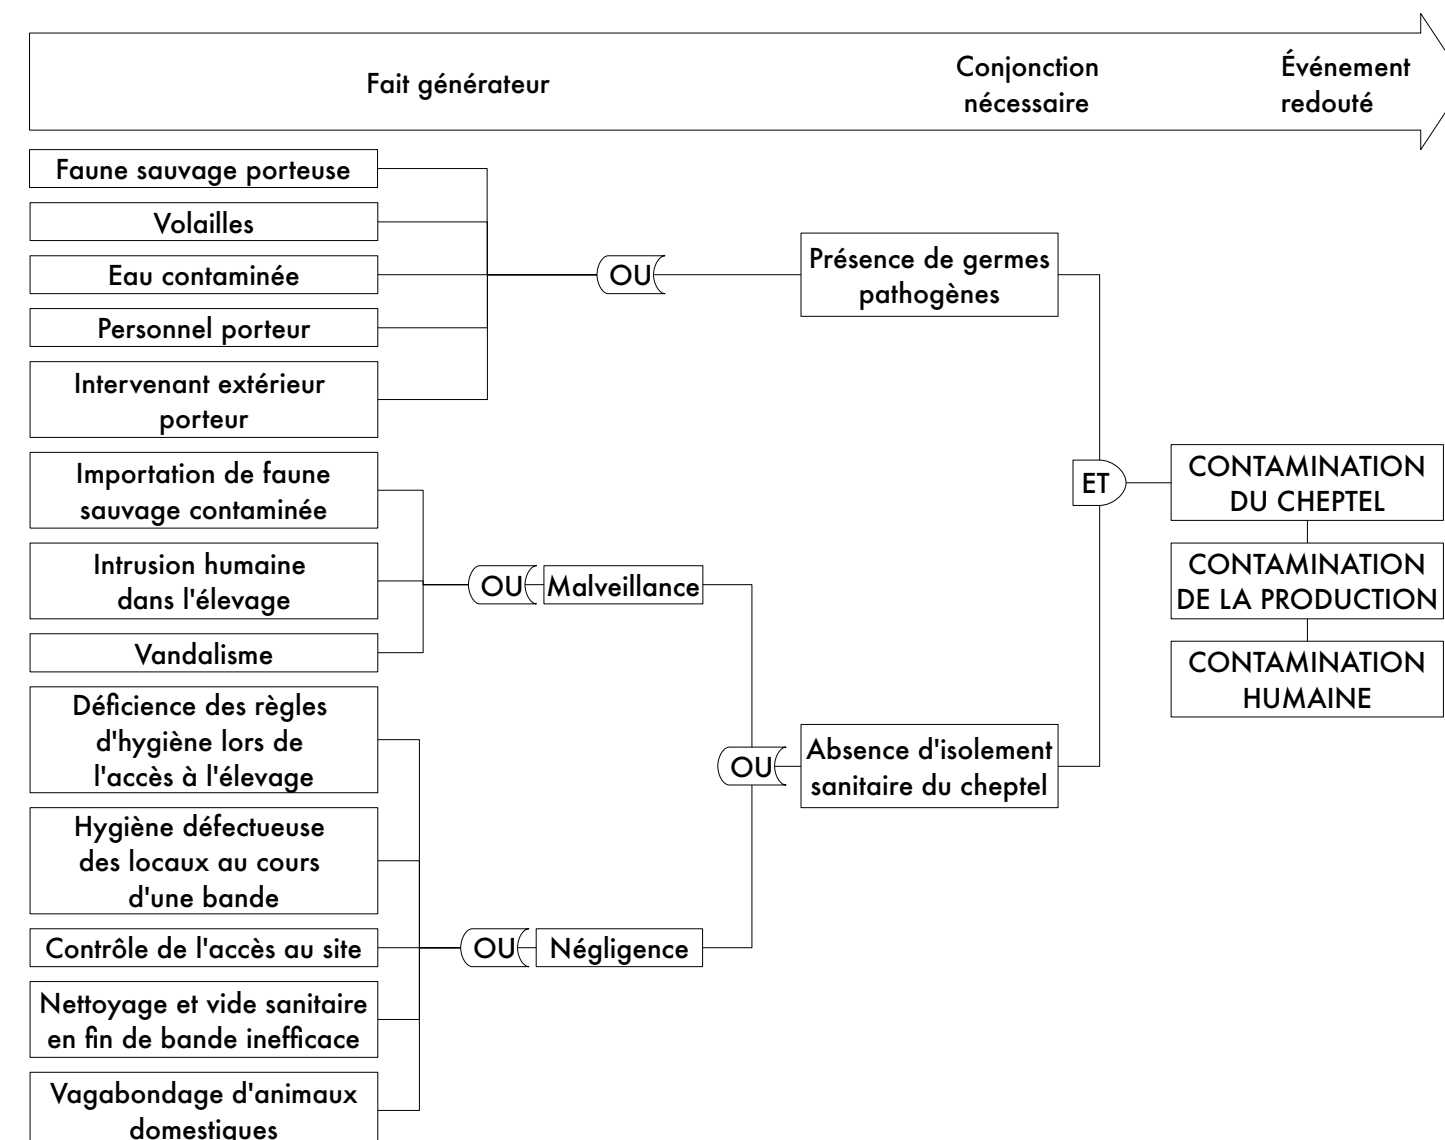 Fait générateur
Conjonction
nécessaire
Événement
redouté
Faune sauvage porteuse
Volailles
Eau contaminée
Personnel porteur
Intervenant extérieur
porteur
OU
Présence de germes
pathogènes
Importation de faune
sauvage contaminée
Intrusion humaine
dans l'élevage
Vandalisme
OU
Malveillance
Déficience des règles
d'hygiène lors de
l'accès à l'élevage
Hygiène défectueuse
des locaux au cours
d'une bande
Contrôle de l'accès au site
Nettoyage et vide sanitaire
en fin de bande inefficace
Vagabondage d'animaux
domestiques
OU
Négligence
OU
Absence d'isolement
sanitaire du cheptel
ET
CONTAMINATION
DU CHEPTEL
CONTAMINATION
DE LA PRODUCTION
CONTAMINATION
HUMAINE